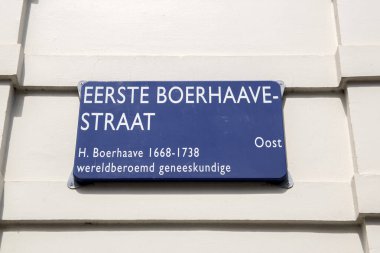 EERSTE BOERHAAVE-
STRAAT
Oost
H. Boerhaave 1668-1738
wereldberoemd geneeskundige